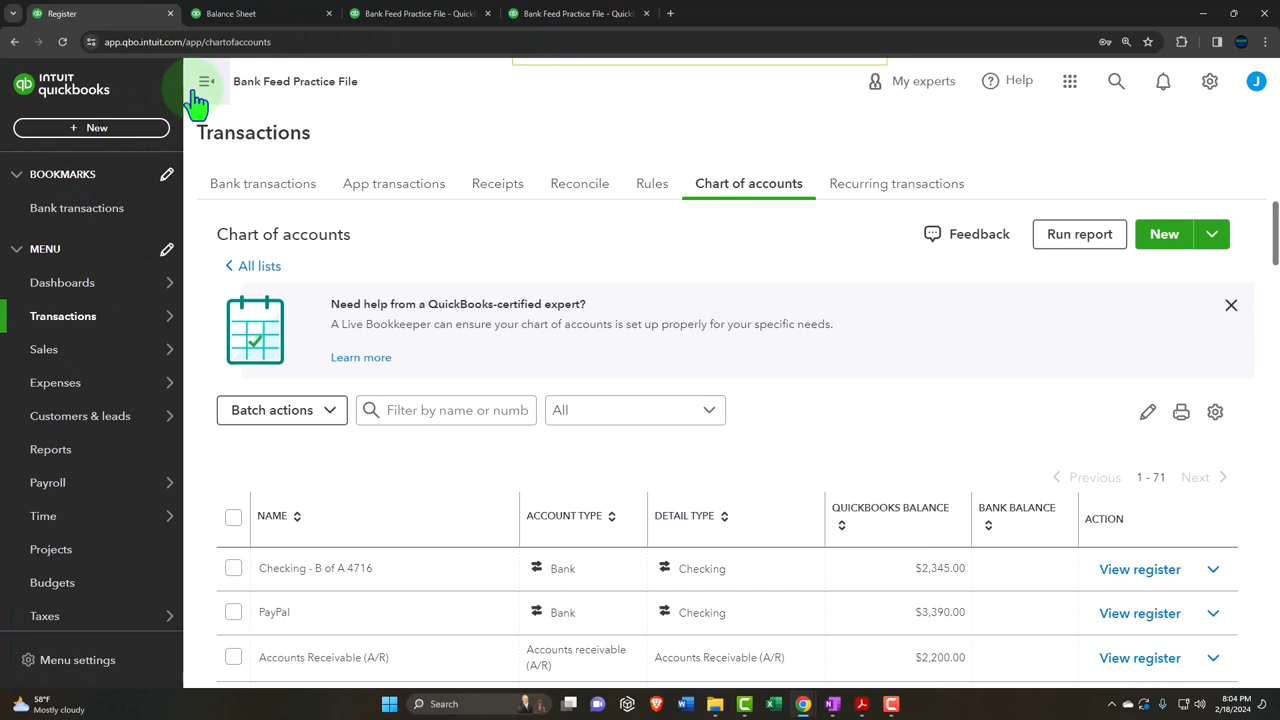 Register
Balance Sheet
Bank Feed Practice File - QuickB
Bank Feed Practice File - QuickB
app.qbo.intuit.com/app/chartofaccounts
qb INTUIT quickbooks
Bank Feed Practice File
My experts
Help
J
+ New
Transactions
BOOKMARKS
Bank transactions
MENU
Dashboards
Transactions
Sales
Expenses
Customers & leads
Reports
Payroll
Time
Projects
Budgets
Taxes
Menu settings
Bank transactions App transactions Receipts Reconcile Rules Chart of accounts Recurring transactions
Chart of accounts
Feedback
Run report
New
All lists
Need help from a QuickBooks-certified expert?
A Live Bookkeeper can ensure your chart of accounts is set up properly for your specific needs.
Learn more
Batch actions
Filter by name or numb
All
Previous 1 - 71 Next
NAME ACCOUNT TYPE DETAIL TYPE QUICKBOOKS BALANCE BANK BALANCE ACTION
Checking - B of A 4716 Bank Checking $2,345.00 View register
PayPal Bank Checking $3,390.00 View register
Accounts Receivable (A/R) Accounts receivable (A/R) Accounts Receivable (A/R) $2,200.00 View register
58°F
Mostly cloudy
Search
8:04 PM
2/18/2024